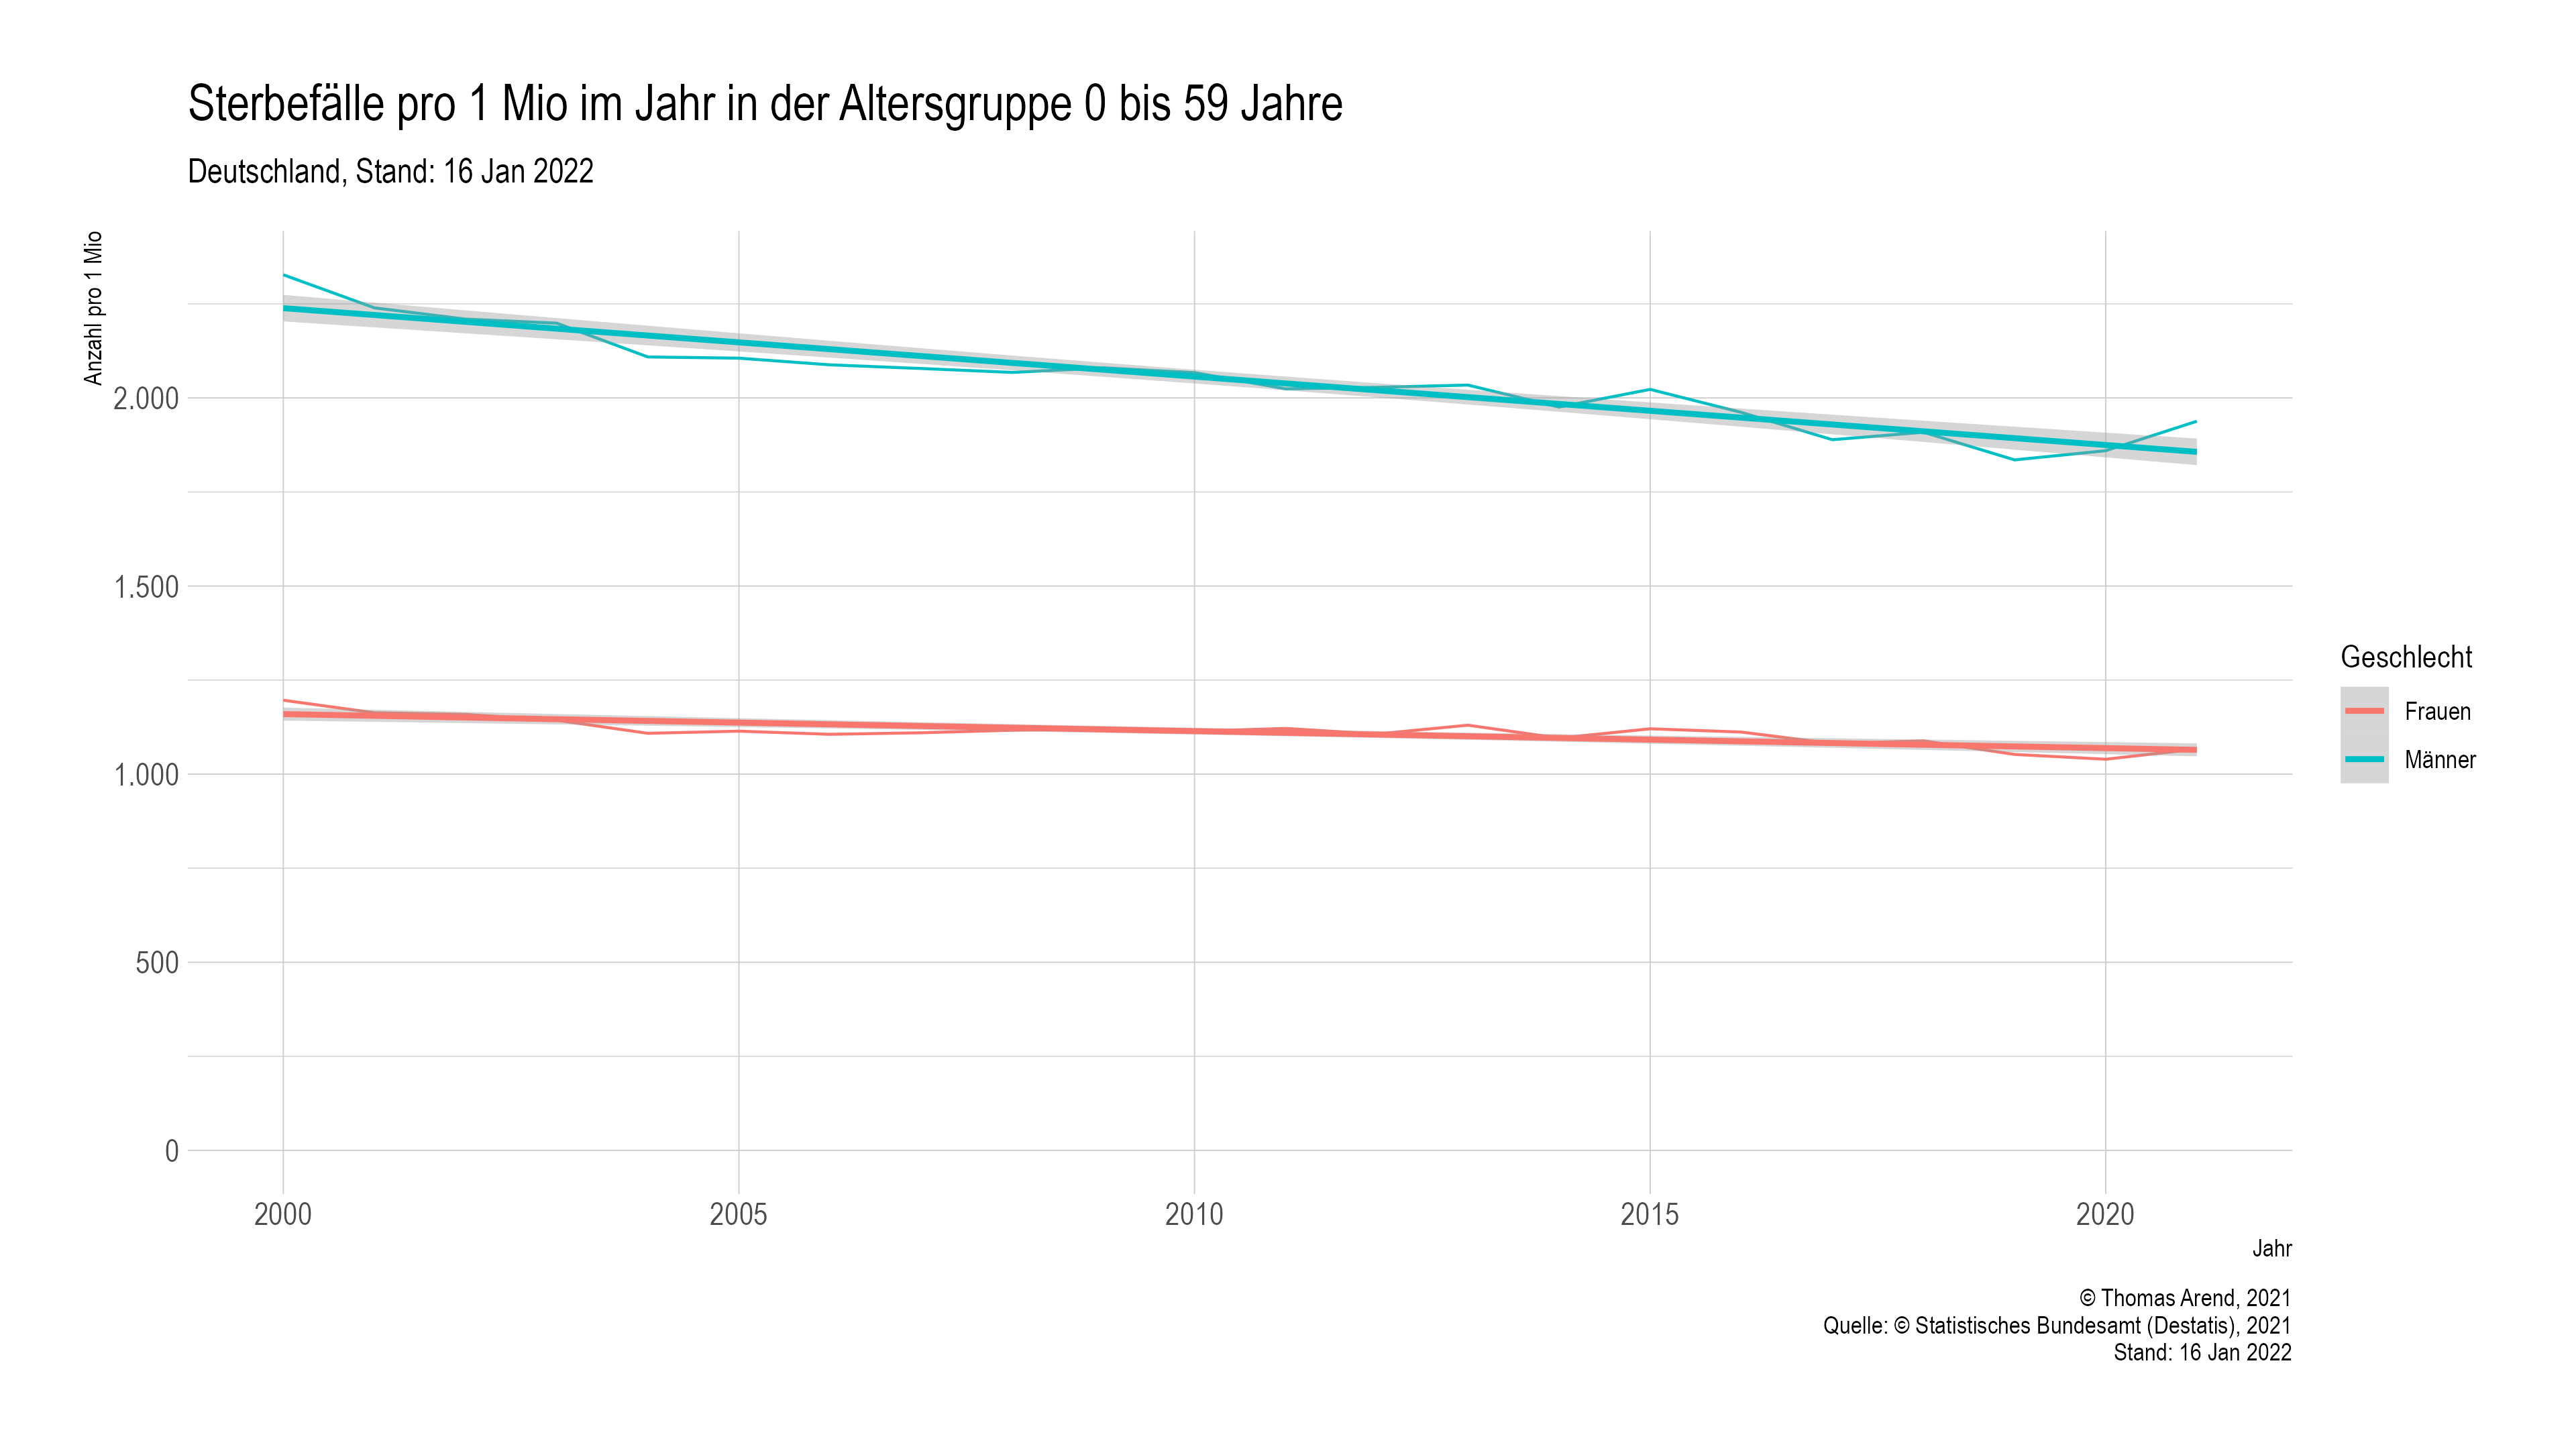 Sterbefälle pro 1 Mio im Jahr in der Altersgruppe 0 bis 59 Jahre
Deutschland, Stand: 16 Jan 2022
Anzahl pro 1 Mio
2.000
1.500
1.000
500
0
2000
2005
2010
2015
2020
Jahr
Geschlecht
Frauen
Männer
© Thomas Arend, 2021
Quelle: © Statistisches Bundesamt (Destatis), 2021
Stand: 16 Jan 2022